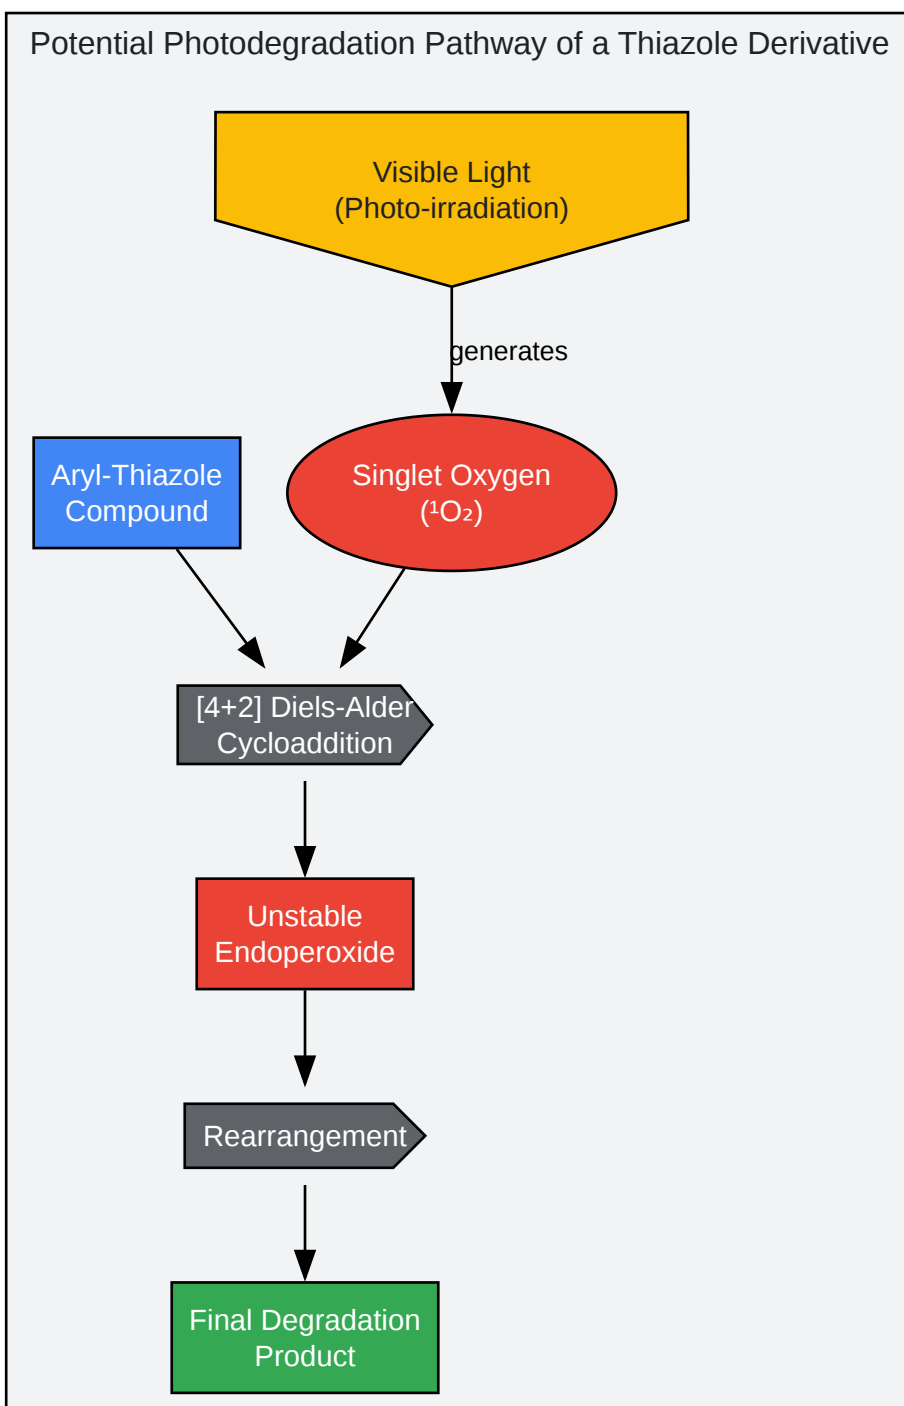 Potential Photodegradation Pathway of a Thiazole Derivative
Visible Light
(Photo-irradiation)
generates
Aryl-Thiazole
Compound
Singlet Oxygen
(¹O₂)
[4+2] Diels-Alder
Cycloaddition
Unstable
Endoperoxide
Rearrangement
Final Degradation
Product